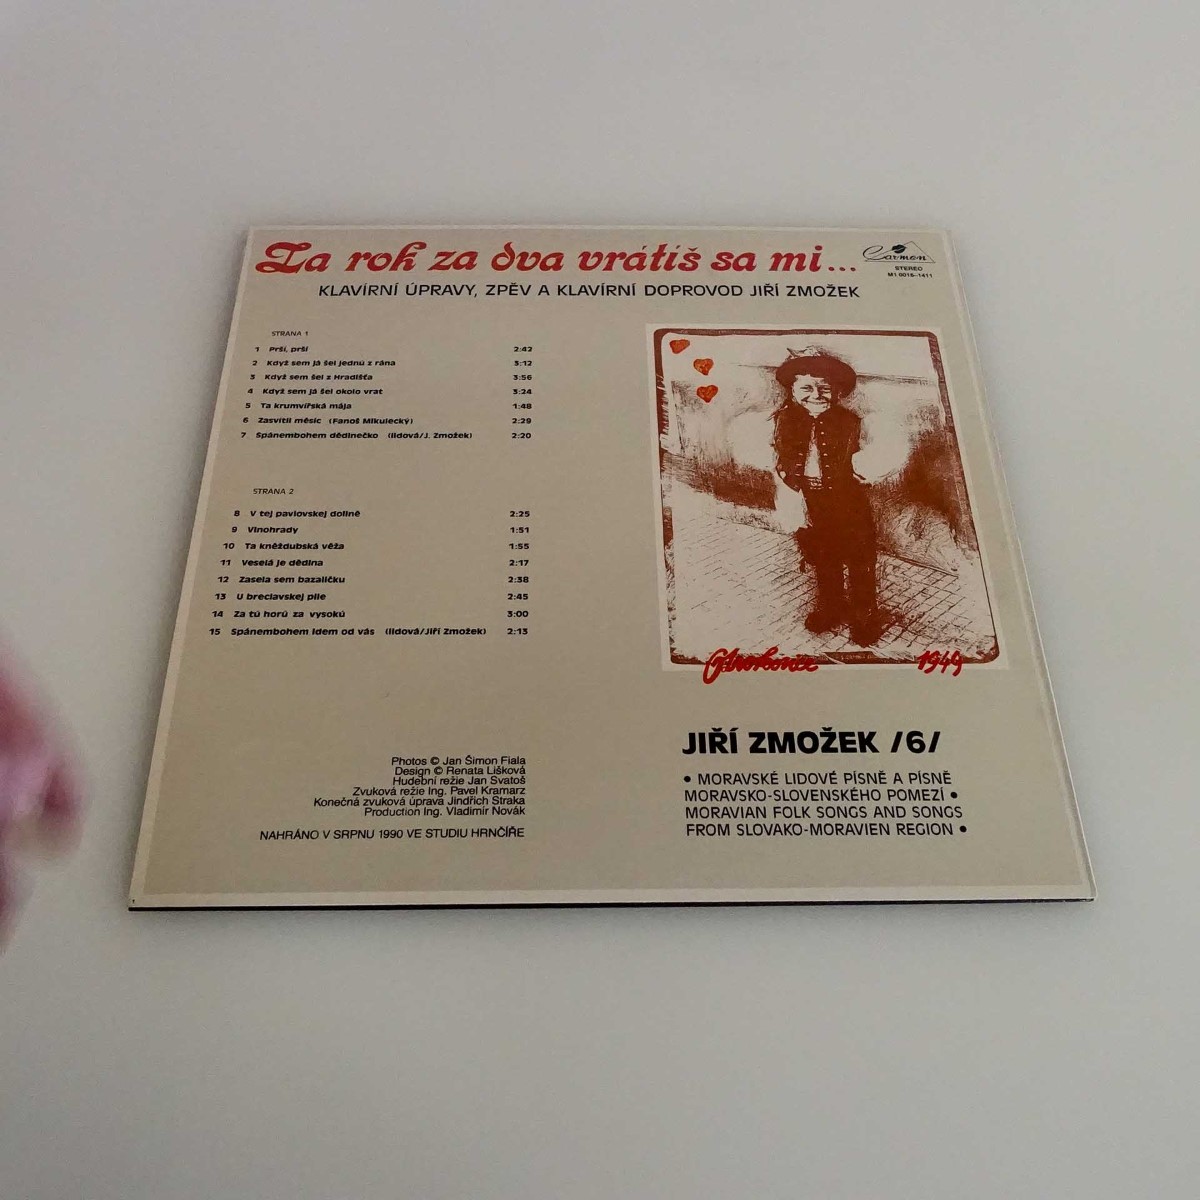 Za rok za dva vrátíš sa mi...
Carmen
STEREO
M1 0016-1411
KLAVÍRNÍ ÚPRAVY, ZPĚV A KLAVÍRNÍ DOPROVOD JIŘÍ ZMOŽEK
STRANA 1
1 Prší, prší 2:42
2 Když sem já šel jednú z rána 3:12
3 Když sem šel z Hradišťa 3:56
4 Když sem já šel okolo vrat 3:24
5 Ta krumvířská mája 1:48
6 Zasvítil měsíc (Fanoš Mikulecký) 2:29
7 Spánembohem dědinečko (lidová/J. Zmožek) 2:20
STRANA 2
8 V tej pavlovskej dolině 2:25
9 Vinohrady 1:51
10 Ta kněždubská věža 1:55
11 Veselá je dědina 2:17
12 Zasela sem bazaličku 2:38
13 U breclavskej pile 2:45
14 Za tú horú za vysokú 3:00
15 Spánembohem idem od vás (lidová/Jiří Zmožek) 2:13
1949
Photos © Jan Šimon Fiala
Design © Renata Lišková
Hudební režie Jan Svatoš
Zvuková režie Ing. Pavel Kramarz
Konečná zvuková úprava Jindřich Straka
Production Ing. Vladimír Novák
NAHRÁNO V SRPNU 1990 VE STUDIU HRNČÍŘE
JIŘÍ ZMOŽEK /6/
• MORAVSKÉ LIDOVÉ PÍSNĚ A PÍSNĚ
MORAVSKO-SLOVENSKÉHO POMEZÍ •
MORAVIAN FOLK SONGS AND SONGS
FROM SLOVAKO-MORAVIEN REGION •